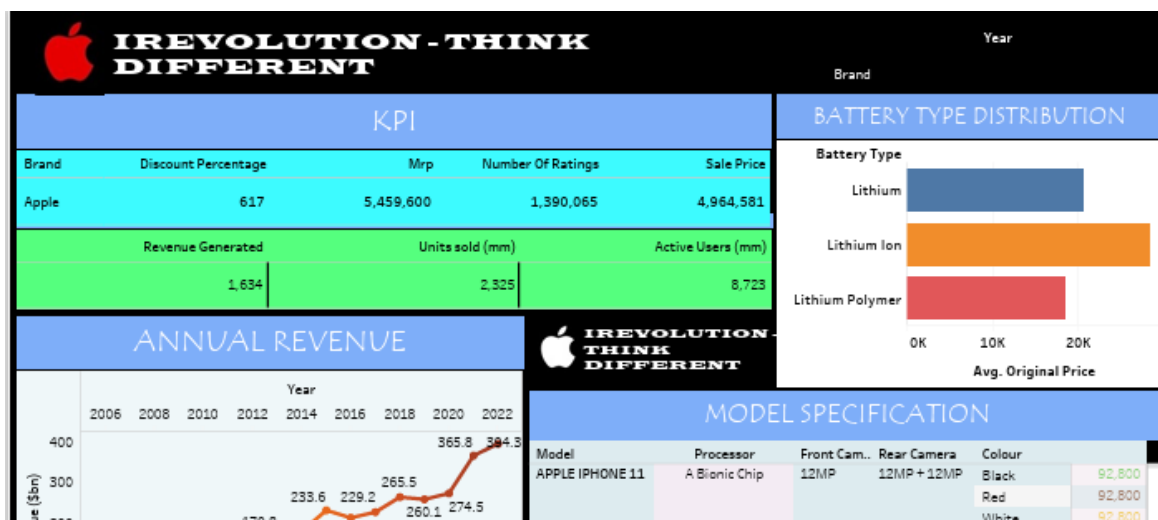 IREVOLUTION - THINK
DIFFERENT
Year
Brand
KPI
Brand Discount Percentage Mrp Number Of Ratings Sale Price
Apple 617 5,459,600 1,390,065 4,964,581
Revenue Generated Units sold (mm) Active Users (mm)
1,634 2,325 8,723
BATTERY TYPE DISTRIBUTION
Battery Type
Lithium
Lithium Ion
Lithium Polymer
0K 10K 20K
Avg. Original Price
ANNUAL REVENUE
Year
2006 2008 2010 2012 2014 2016 2018 2020 2022
400
300
($bn)
365.8 394.3
265.5
233.6 229.2
260.1 274.5
IREVOLUTION -
THINK
DIFFERENT
MODEL SPECIFICATION
Model Processor Front Cam.. Rear Camera Colour
APPLE IPHONE 11 A Bionic Chip 12MP 12MP + 12MP Black 92,800
Red 92,800
White 92,800